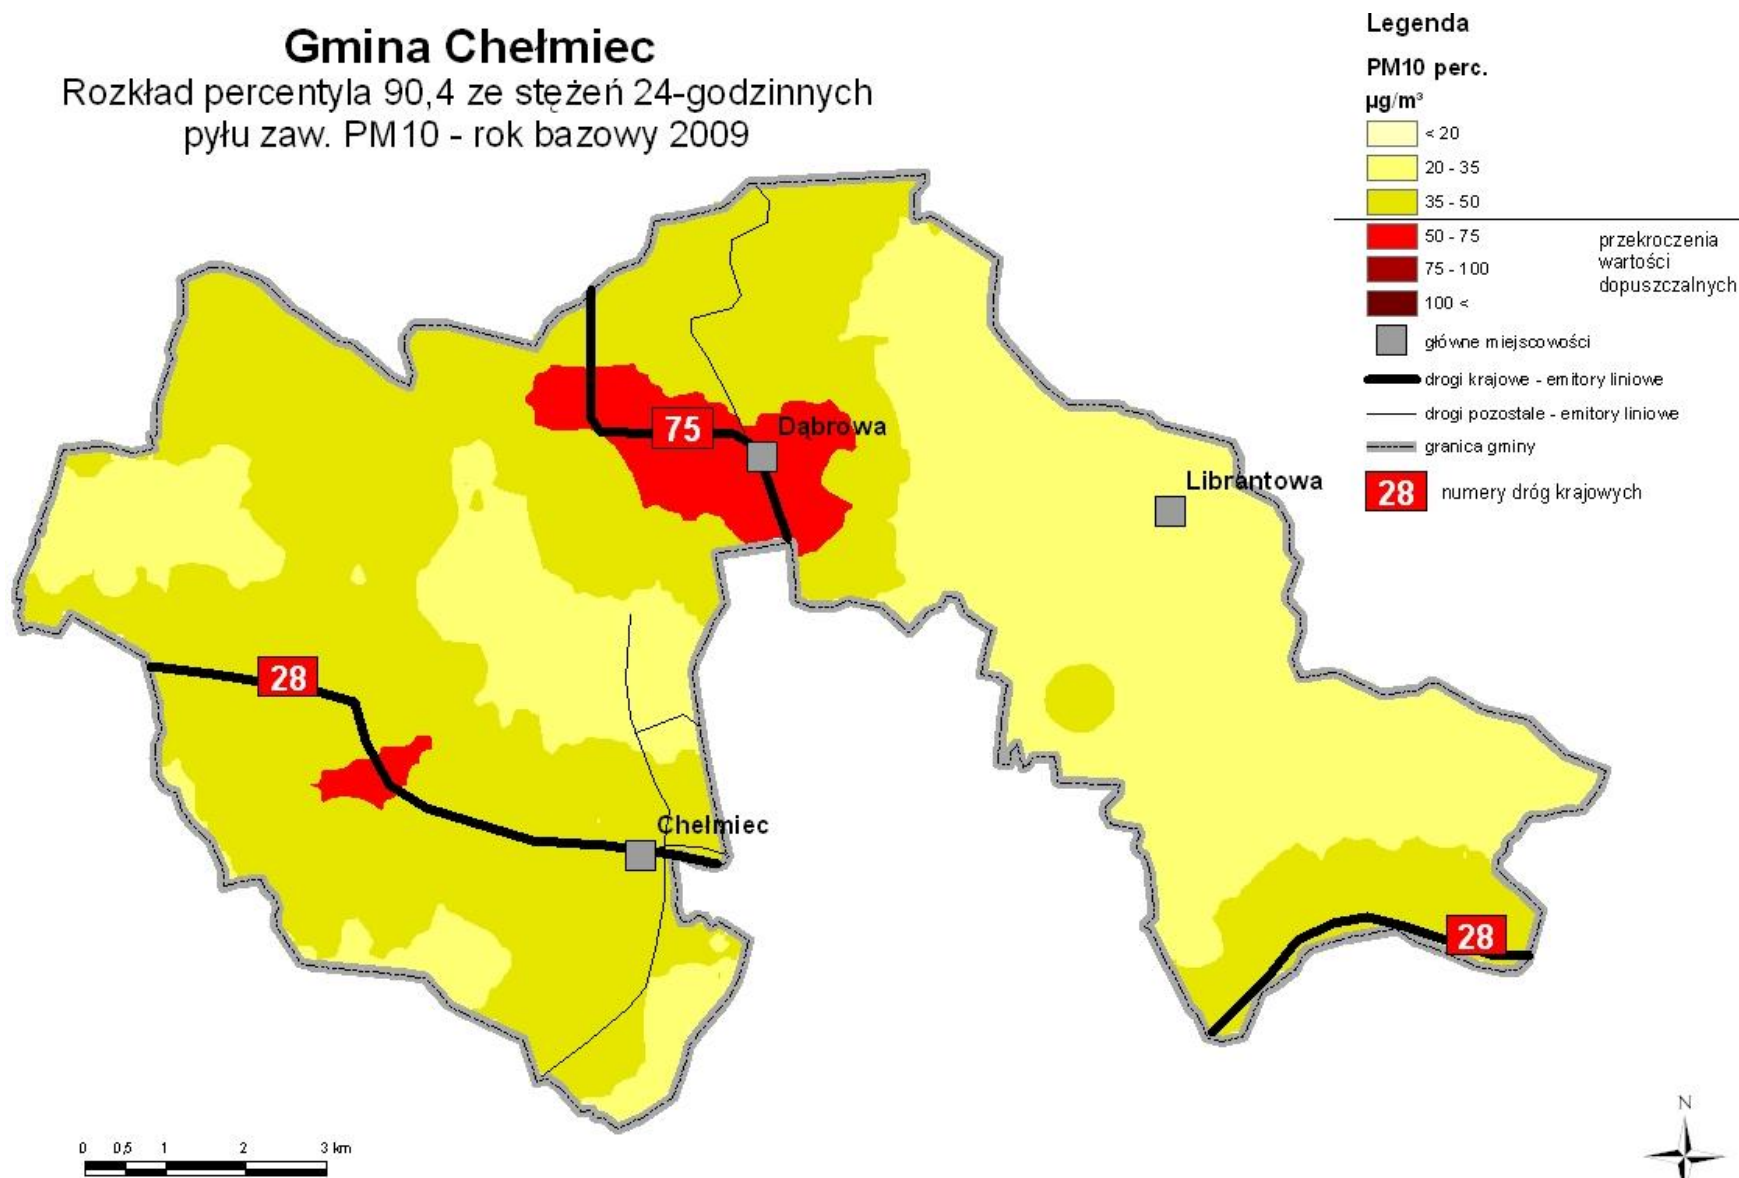 Gmina Chełmiec
Rozkład percentyla 90,4 ze stężeń 24-godzinnych
pyłu zaw. PM10 - rok bazowy 2009
Legenda
PM10 perc.
µg/m³
< 20
20 - 35
35 - 50
50 - 75
75 - 100
100 <
przekroczenia
wartości
dopuszczalnych
główne miejscowości
drogi krajowe - emitory liniowe
drogi pozostałe - emitory liniowe
granica gminy
28 numery dróg krajowych
75
Dąbrowa
Librantowa
28
Chełmiec
28
0 0,5 1 2 3 km
N